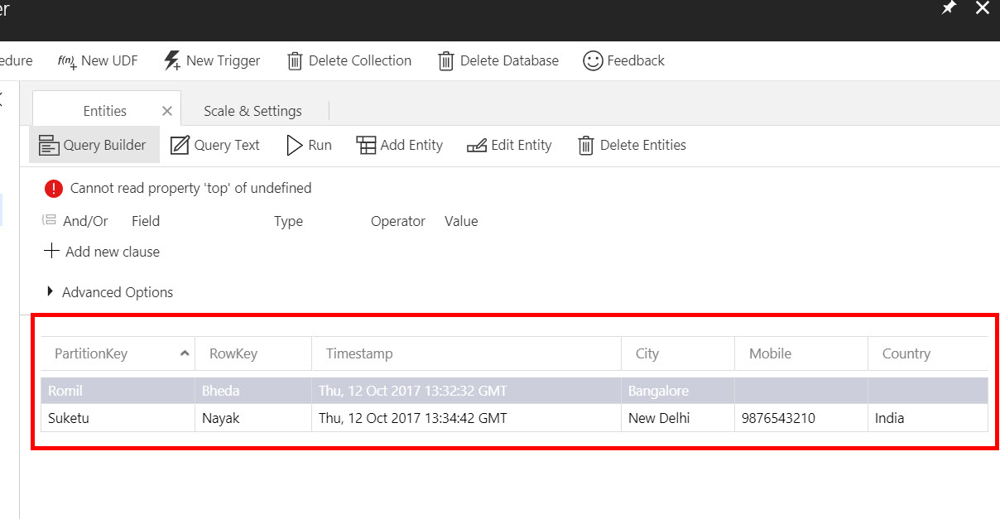 er
edure f(n) New UDF New Trigger Delete Collection Delete Database Feedback
Entities Scale & Settings
Query Builder Query Text Run Add Entity Edit Entity Delete Entities
! Cannot read property 'top' of undefined
And/Or Field Type Operator Value
Add new clause
Advanced Options
PartitionKey RowKey Timestamp City Mobile Country
Romil Bheda Thu, 12 Oct 2017 13:32:32 GMT Bangalore
Suketu Nayak Thu, 12 Oct 2017 13:34:42 GMT New Delhi 9876543210 India